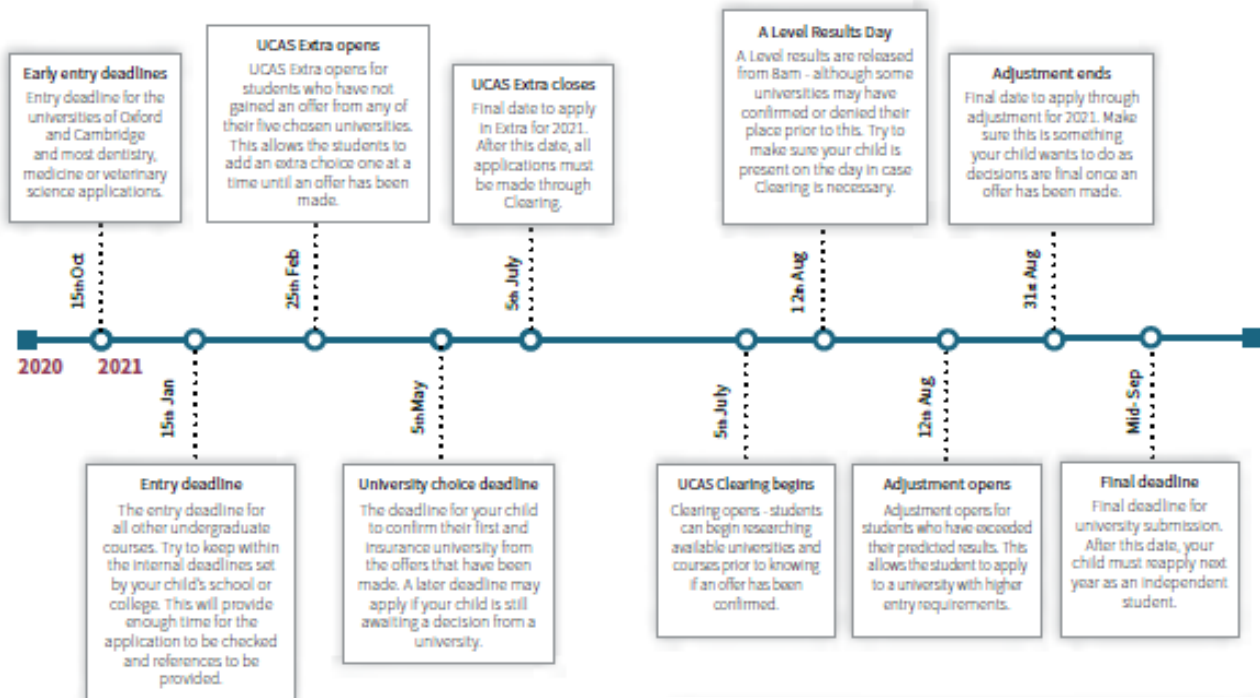 Early entry deadlines
Entry deadline for the
universities of Oxford
and Cambridge
and most dentistry,
medicine or veterinary
science applications.
UCAS Extra opens
UCAS Extra opens for
students who have not
gained an offer from any of
their five chosen universities.
This allows the students to
add an extra choice one at a
time until an offer has been
made.
UCAS Extra closes
Final date to apply
in Extra for 2021.
After this date, all
applications must
be made through
Clearing.
A Level Results Day
A Level results are released
from 8am - although some
universities may have
confirmed or denied their
place prior to this. Try to
make sure your child is
present on the day in case
Clearing is necessary.
Adjustment ends
Final date to apply through
adjustment for 2021. Make
sure this is something
your child wants to do as
decisions are final once an
offer has been made.
15th Oct
25th Feb
5th July
12th Aug
31st Aug
2020
2021
15th Jan
5th May
5th July
12th Aug
Mid- Sep
Entry deadline
The entry deadline for
all other undergraduate
courses. Try to keep within
the internal deadlines set
by your child's school or
college. This will provide
enough time for the
application to be checked
and references to be
provided.
University choice deadline
The deadline for your child
to confirm their first and
insurance university from
the offers that have been
made. A later deadline may
apply if your child is still
awaiting a decision from a
university.
UCAS Clearing begins
Clearing opens - students
can begin researching
available universities and
courses prior to knowing
if an offer has been
confirmed.
Adjustment opens
Adjustment opens for
students who have exceeded
their predicted results. This
allows the student to apply
to a university with higher
entry requirements.
Final deadline
Final deadline for
university submission.
After this date, your
child must reapply next
year as an independent
student.